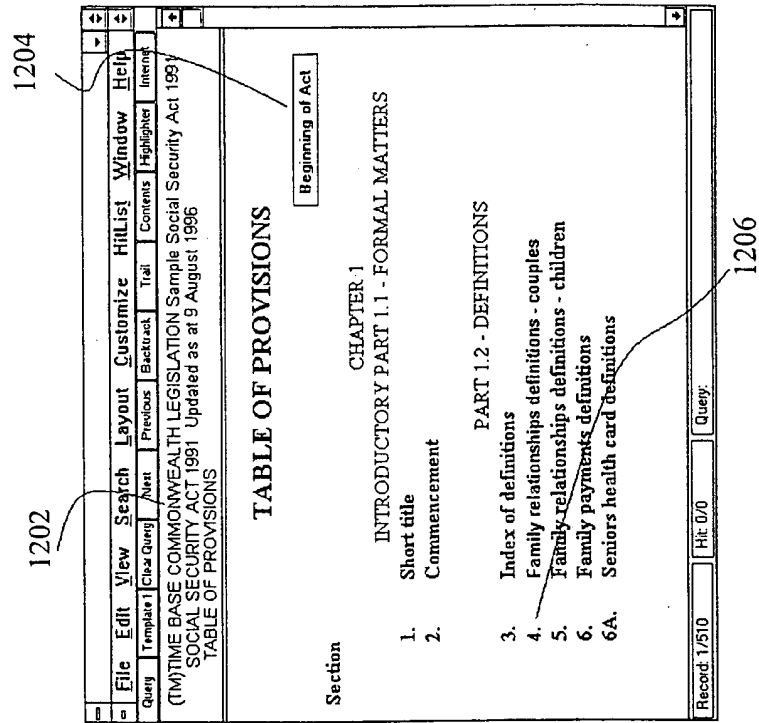 1202
1204
File Edit View Search Layout Customize HitList Window Help
Query Template 1 Clear Query Next Previous Backtrack Trail Contents Highlighter Internet
(TM)TIME BASE COMMONWEALTH LEGISLATION Sample Social Security Act 1991
SOCIAL SECURITY ACT 1991 Updated as at 9 August 1996
TABLE OF PROVISIONS
TABLE OF PROVISIONS
Beginning of Act
Section
CHAPTER 1
INTRODUCTORY PART 1.1 - FORMAL MATTERS
1. Short title
2. Commencement
PART 1.2 - DEFINITIONS
3. Index of definitions
4. Family relationships definitions - couples
5. Family relationships definitions - children
6. Family payments definitions
6A. Seniors health card definitions
Record: 1/510 Hit: 0/0 Query:
1206